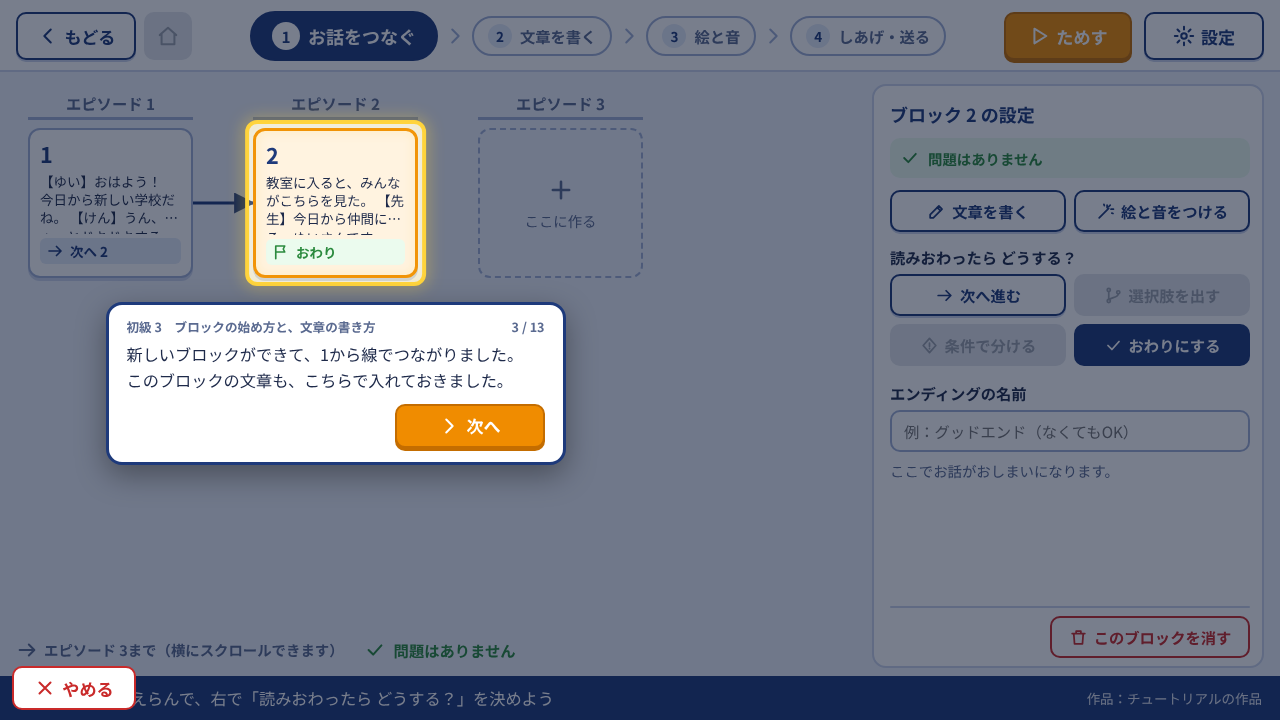 もどる
1 お話をつなぐ
2 文章を書く
3 絵と音
4 しあげ・送る
ためす
設定
エピソード 1
エピソード 2
エピソード 3
1
【ゆい】おはよう!
今日から新しい学校だ
ね。【けん】うん、…
次へ 2
2
教室に入ると、みんな
がこちらを見た。【先
生】今日から仲間に…
おわり
ここに作る
初級 3 ブロックの始め方と、文章の書き方
3 / 13
新しいブロックができて、1から線でつながりました。
このブロックの文章も、こちらで入れておきました。
次へ
ブロック 2 の設定
問題はありません
文章を書く
絵と音をつける
読みおわったら どうする?
次へ進む
選択肢を出す
条件で分ける
おわりにする
エンディングの名前
例:グッドエンド(なくてもOK)
ここでお話がおしまいになります。
このブロックを消す
エピソード 3まで(横にスクロールできます)
問題はありません
やめる
えらんで、右で「読みおわったら どうする?」を決めよう
作品:チュートリアルの作品